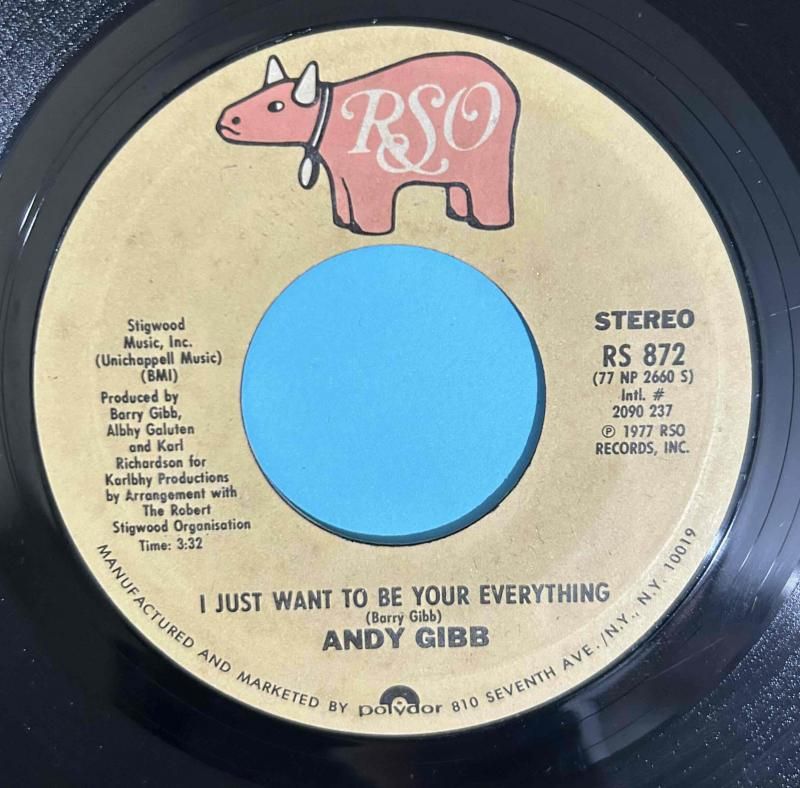 RSO
Stigwood
Music, Inc.
(Unichappell Music)
(BMI)
Produced by
Barry Gibb,
Albhy Galuten
and Karl
Richardson for
Karlbhy Productions
by Arrangement with
The Robert
Stigwood Organisation
Time: 3:32
STEREO
RS 872
(77 NP 2660 S)
Intl. #
2090 237
℗ 1977 RSO
RECORDS, INC.
I JUST WANT TO BE YOUR EVERYTHING
(Barry Gibb)
ANDY GIBB
MANUFACTURED AND MARKETED BY polydor 810 SEVENTH AVE./N.Y., N.Y. 10019